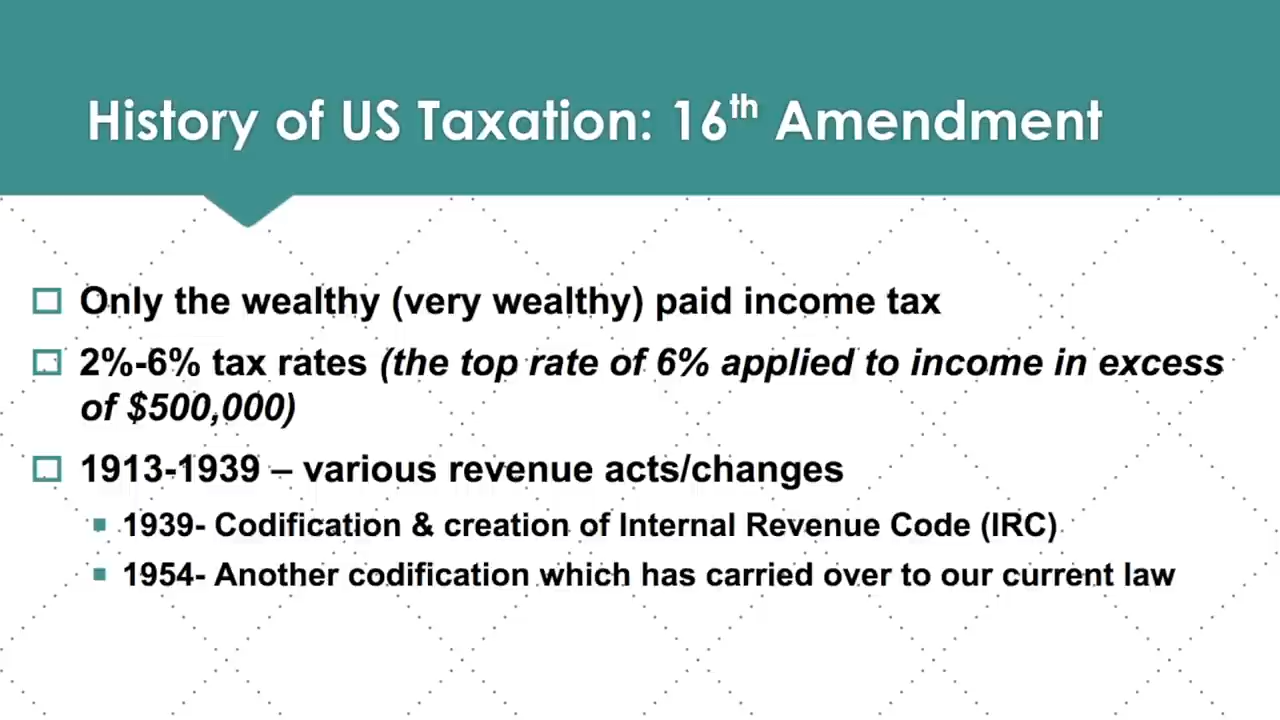 History of US Taxation: 16th Amendment
Only the wealthy (very wealthy) paid income tax
2%-6% tax rates (the top rate of 6% applied to income in excess
of $500,000)
1913-1939 – various revenue acts/changes
1939- Codification & creation of Internal Revenue Code (IRC)
1954- Another codification which has carried over to our current law